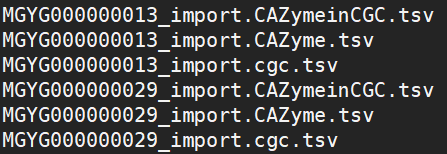 MGYG000000013_import.CAZymeinCGC.tsv
MGYG000000013_import.CAZyme.tsv
MGYG000000013_import.cgc.tsv
MGYG000000029_import.CAZymeinCGC.tsv
MGYG000000029_import.CAZyme.tsv
MGYG000000029_import.cgc.tsv